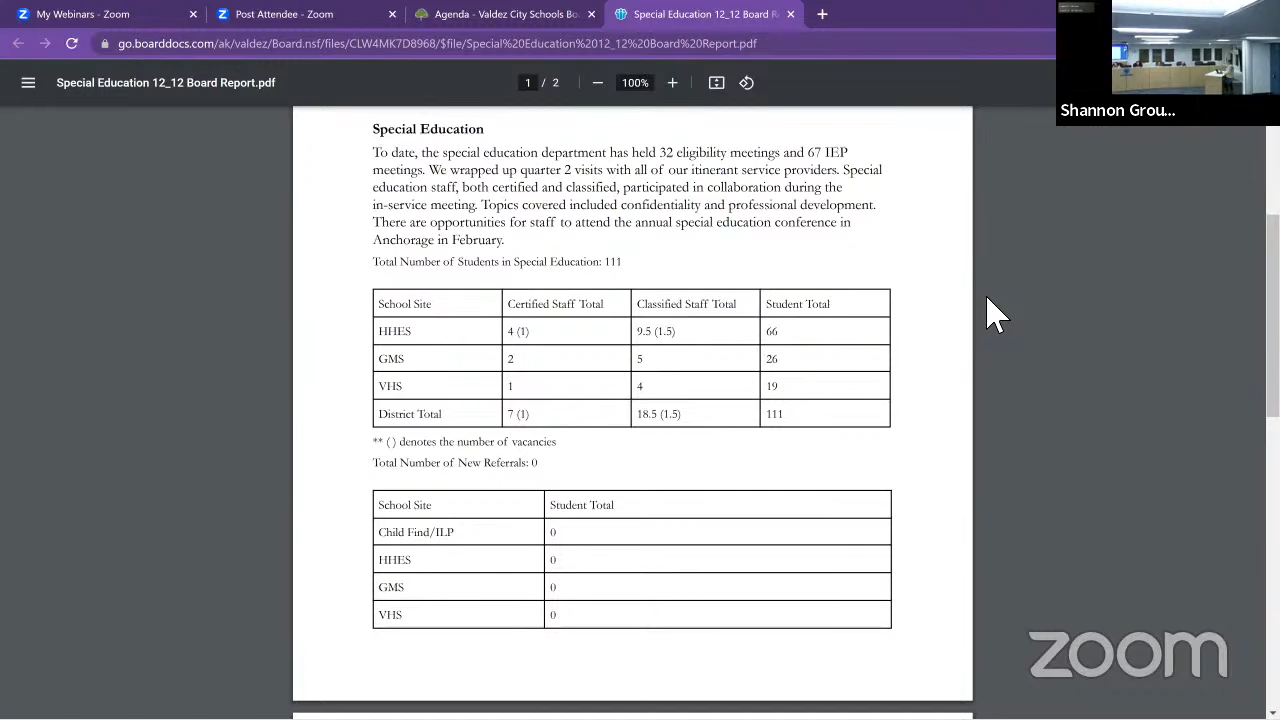 My Webinars - Zoom
Post Attendee - Zoom
Agenda - Valdez City Schools Bo
Special Education 12_12 Board R
go.boarddocs.com/ak/valdez/Board.nsf/files/CLW4MK7D8968/$file/Special%20Education%2012_12%20Board%20Report.pdf
Special Education 12_12 Board Report.pdf
1 / 2
100%
Shannon Grou...
Special Education
To date, the special education department has held 32 eligibility meetings and 67 IEP
meetings. We wrapped up quarter 2 visits with all of our itinerant service providers. Special
education staff, both certified and classified, participated in collaboration during the
in-service meeting. Topics covered included confidentiality and professional development.
There are opportunities for staff to attend the annual special education conference in
Anchorage in February.
Total Number of Students in Special Education: 111
School Site Certified Staff Total Classified Staff Total Student Total
HHES 4 (1) 9.5 (1.5) 66
GMS 2 5 26
VHS 1 4 19
District Total 7 (1) 18.5 (1.5) 111
** ( ) denotes the number of vacancies
Total Number of New Referrals: 0
School Site Student Total
Child Find/ILP 0
HHES 0
GMS 0
VHS 0
zoom